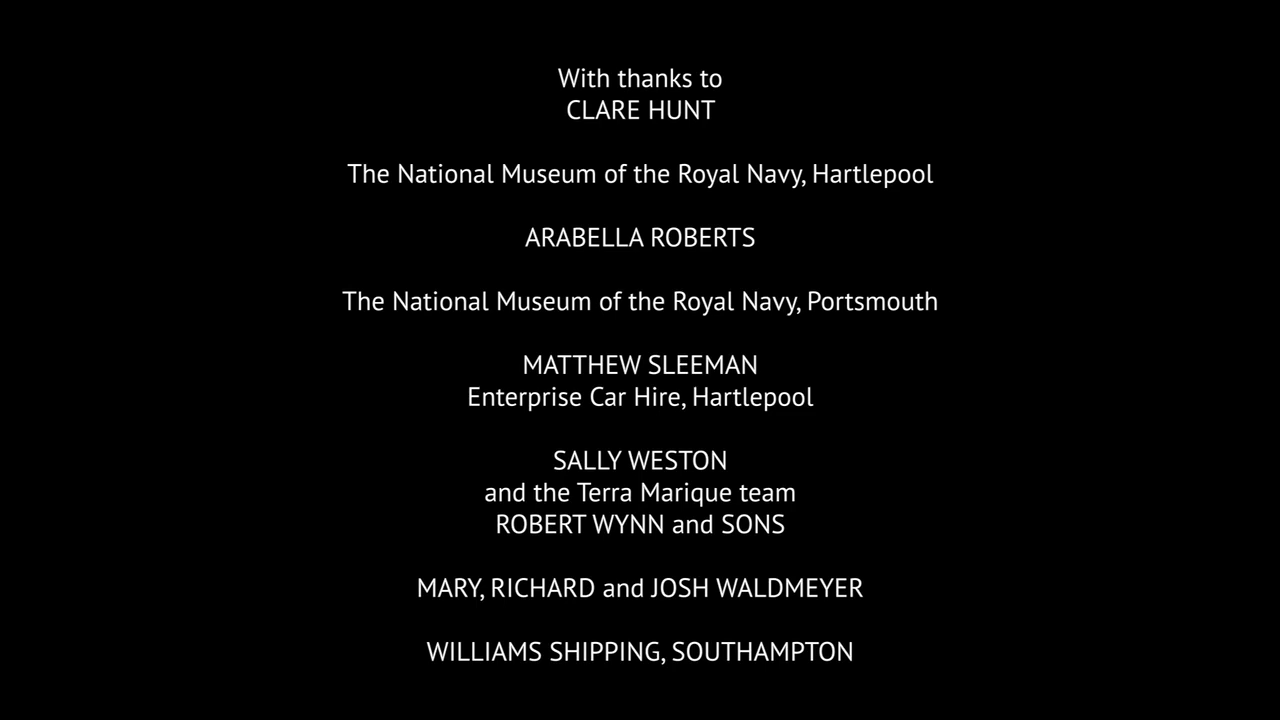 With thanks to
CLARE HUNT
The National Museum of the Royal Navy, Hartlepool
ARABELLA ROBERTS
The National Museum of the Royal Navy, Portsmouth
MATTHEW SLEEMAN
Enterprise Car Hire, Hartlepool
SALLY WESTON
and the Terra Marique team
ROBERT WYNN and SONS
MARY, RICHARD and JOSH WALDMEYER
WILLIAMS SHIPPING, SOUTHAMPTON